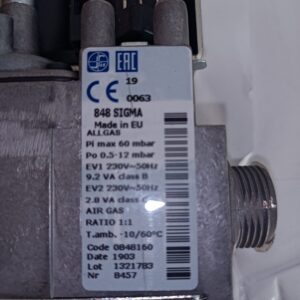 EAC
CE 19
0063
848 SIGMA
Made in EU
ALLGAS
Pi max 60 mbar
Po 0.5-12 mbar
EV1 230V~50Hz
9.2 VA class B
EV2 230V~50Hz
2.8 VA class
AIR GAS
RATIO 1:1
T.amb. -10/60°C
Code 0848160
Date 1903
Lot 1321783
Nr 8457